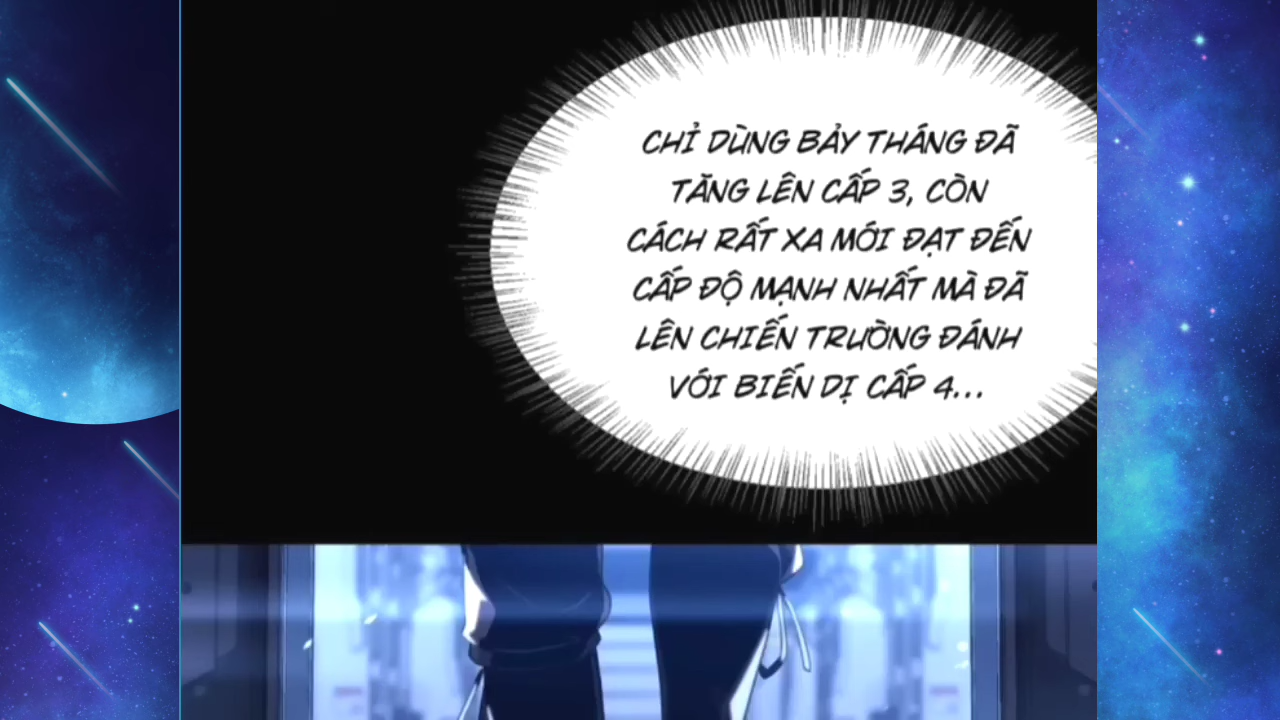 CHỈ DÙNG BẢY THÁNG ĐÃ
TĂNG LÊN CẤP 3, CÒN
CÁCH RẤT XA MỚI ĐẠT ĐẾN
CẤP ĐỘ MẠNH NHẤT MÀ ĐÃ
LÊN CHIẾN TRƯỜNG ĐÁNH
VỚI BIẾN DỊ CẤP 4...